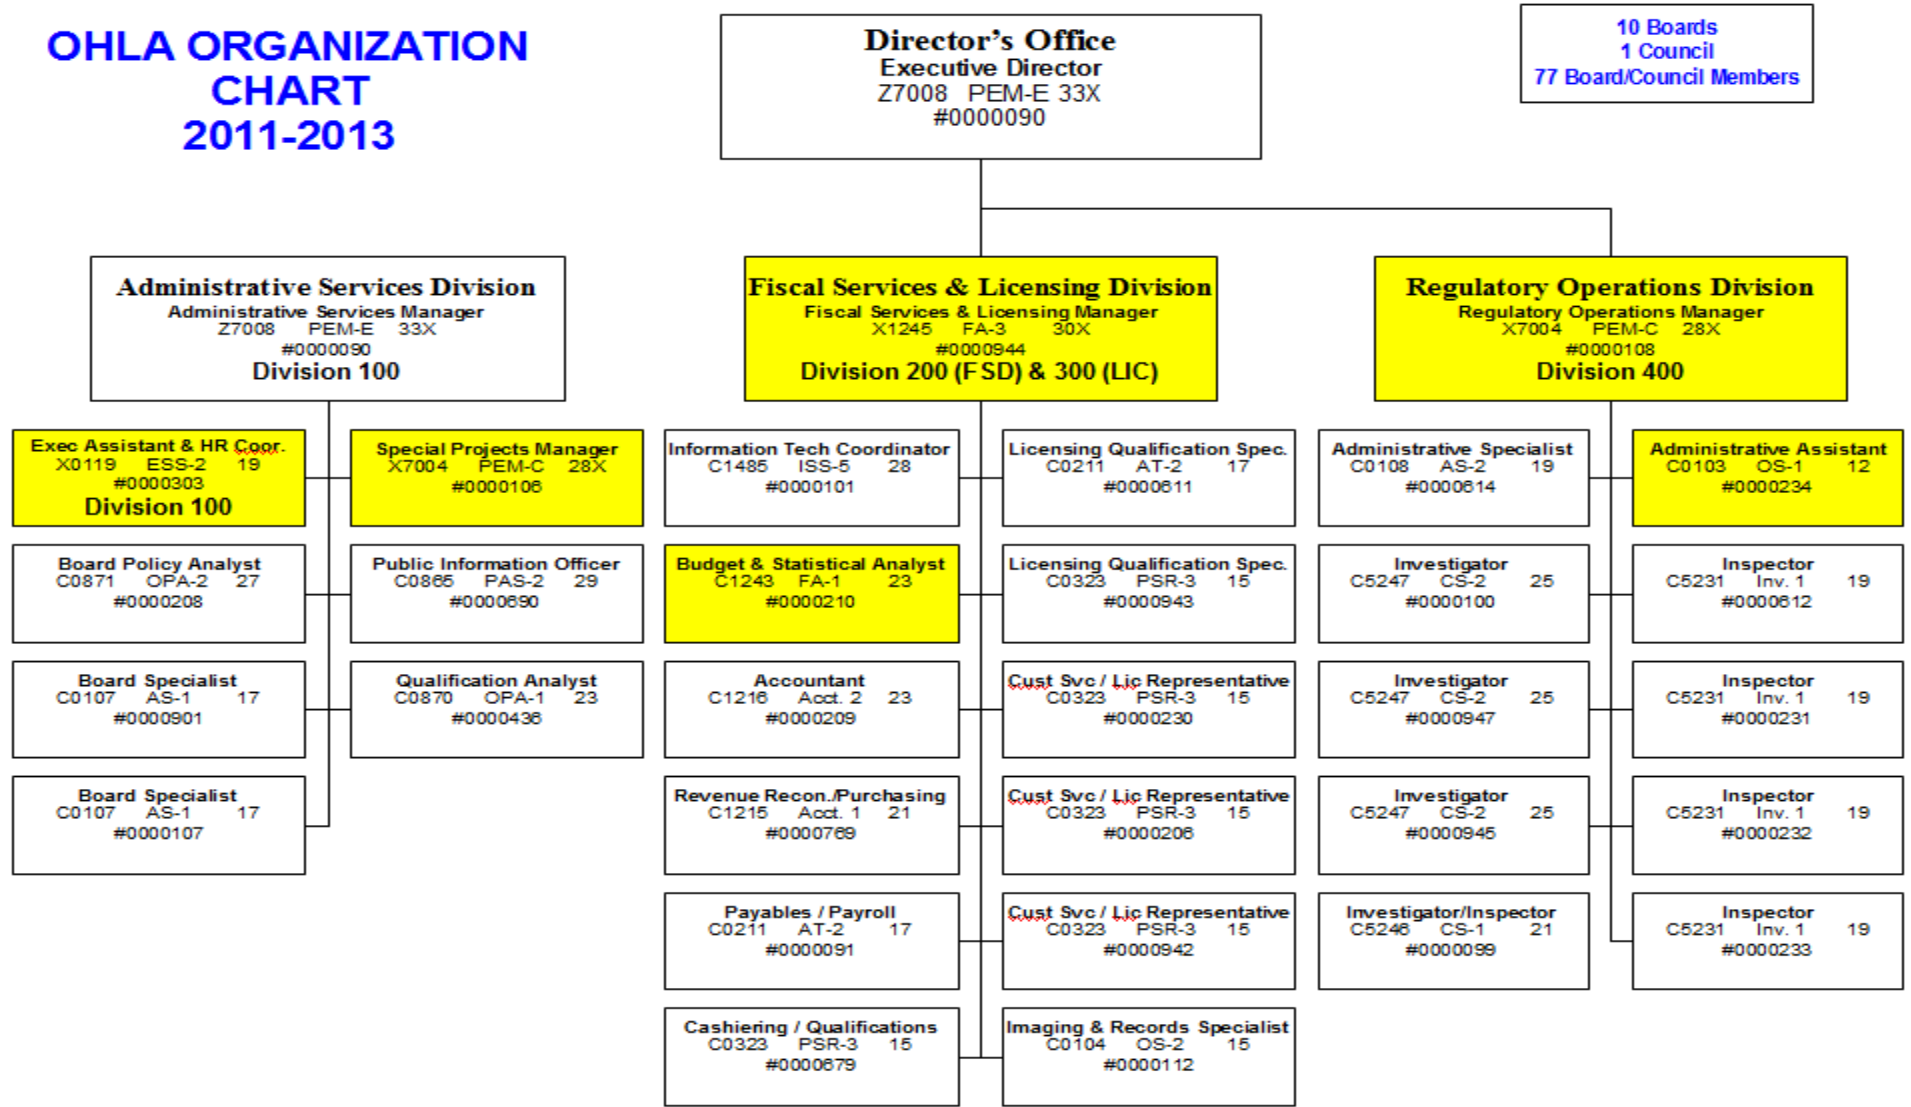 OHLA ORGANIZATION
CHART
2011-2013
Director's Office
Executive Director
Z7008 PEM-E 33X
#0000090
10 Boards
1 Council
77 Board/Council Members
Administrative Services Division
Administrative Services Manager
Z7008 PEM-E 33X
#0000090
Division 100
Fiscal Services & Licensing Division
Fiscal Services & Licensing Manager
X1245 FA-3 30X
#0000944
Division 200 (FSD) & 300 (LIC)
Regulatory Operations Division
Regulatory Operations Manager
X7004 PEM-C 28X
#0000108
Division 400
Exec Assistant & HR Coor.
X0119 ESS-2 19
#0000303
Division 100
Special Projects Manager
X7004 PEM-C 28X
#0000106
Board Policy Analyst
C0871 OPA-2 27
#0000208
Public Information Officer
C0865 PAS-2 29
#0000690
Board Specialist
C0107 AS-1 17
#0000901
Qualification Analyst
C0870 OPA-1 23
#0000436
Board Specialist
C0107 AS-1 17
#0000107
Information Tech Coordinator
C1485 ISS-5 28
#0000101
Licensing Qualification Spec.
C0211 AT-2 17
#0000611
Budget & Statistical Analyst
C1243 FA-1 23
#0000210
Licensing Qualification Spec.
C0323 PSR-3 15
#0000943
Accountant
C1216 Acct. 2 23
#0000209
Cust Svc / Lic Representative
C0323 PSR-3 15
#0000230
Revenue Recon./Purchasing
C1215 Acct. 1 21
#0000769
Cust Svc / Lic Representative
C0323 PSR-3 15
#0000206
Payables / Payroll
C0211 AT-2 17
#0000091
Cust Svc / Lic Representative
C0323 PSR-3 15
#0000942
Cashiering / Qualifications
C0323 PSR-3 15
#0000679
Imaging & Records Specialist
C0104 OS-2 15
#0000112
Administrative Specialist
C0108 AS-2 19
#0000614
Administrative Assistant
C0103 OS-1 12
#0000234
Investigator
C5247 CS-2 25
#0000100
Inspector
C5231 Inv. 1 19
#0000612
Investigator
C5247 CS-2 25
#0000947
Inspector
C5231 Inv. 1 19
#0000231
Investigator
C5247 CS-2 25
#0000945
Inspector
C5231 Inv. 1 19
#0000232
Investigator/Inspector
C5246 CS-1 21
#0000099
Inspector
C5231 Inv. 1 19
#0000233